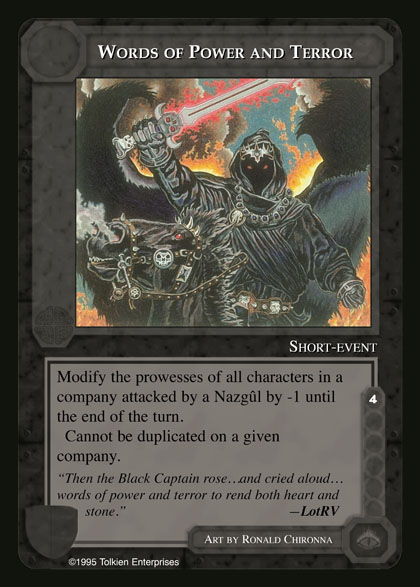 Words of Power and Terror
Short-event
Modify the prowesses of all characters in a
company attacked by a Nazgûl by -1 until
the end of the turn.
Cannot be duplicated on a given
company.
4
“Then the Black Captain rose…and cried aloud…
words of power and terror to rend both heart and
stone.” —LotRV
Art by Ronald Chironna
©1995 Tolkien Enterprises